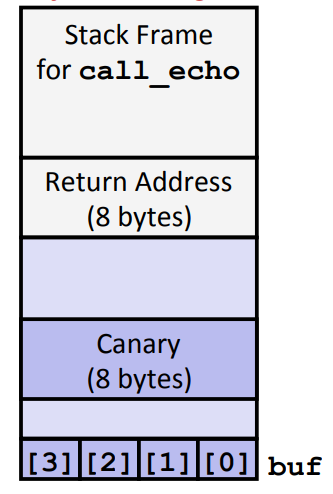 Stack Frame
for call_echo
Return Address
(8 bytes)
Canary
(8 bytes)
[3] [2] [1] [0] buf